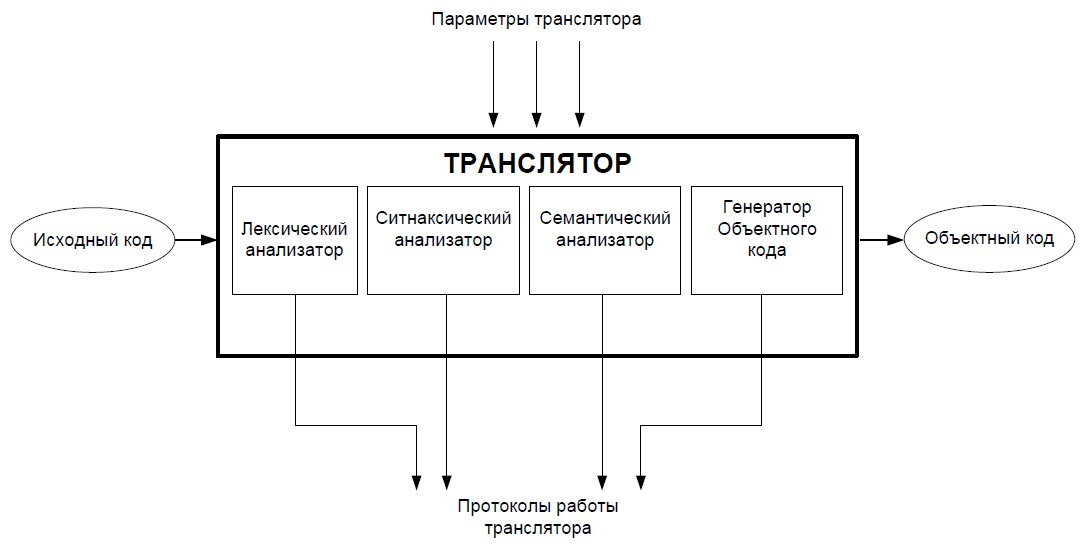 Параметры транслятора
ТРАНСЛЯТОР
Исходный код
Лексический
анализатор
Ситнаксический
анализатор
Семантический
анализатор
Генератор
Объектного
кода
Объектный код
Протоколы работы
транслятора